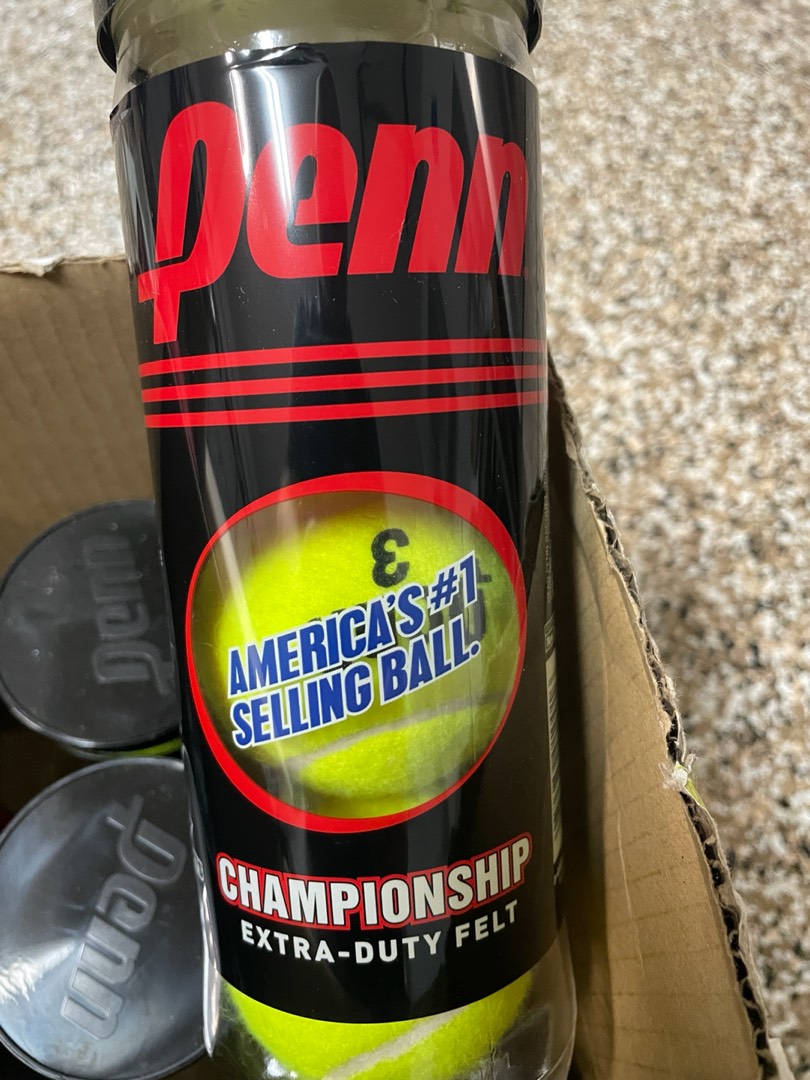 Penn
3
AMERICA'S #1
SELLING BALL.
CHAMPIONSHIP
EXTRA-DUTY FELT
Penn
Penn